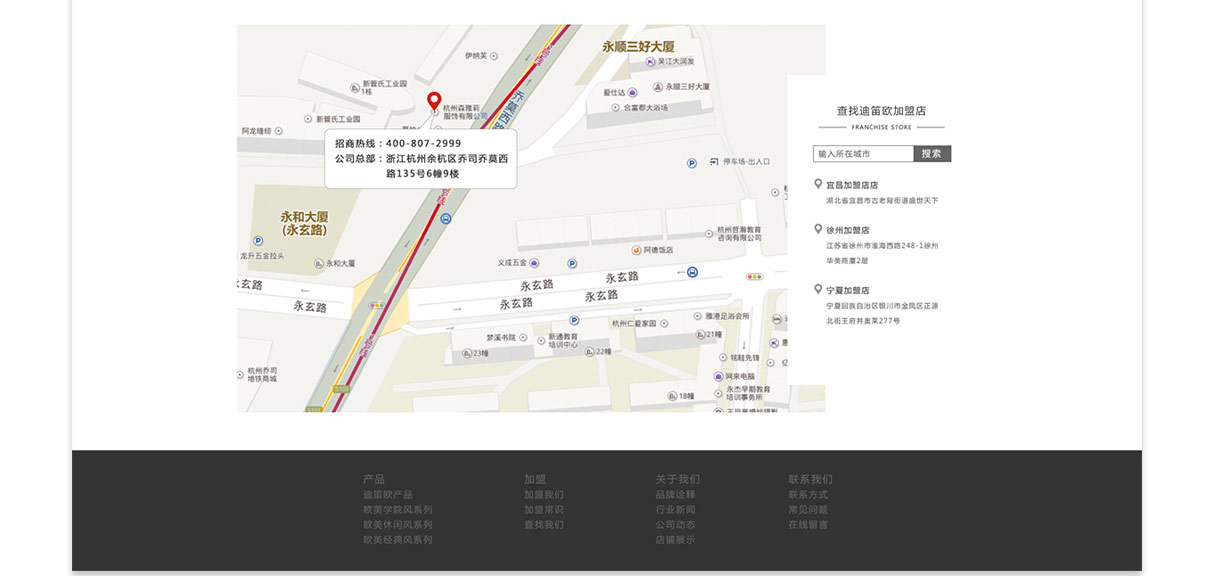 永顺三好大厦
伊纳芙
吴江大润发
新管氏工业园
1栋
爱仕达
永顺三好大厦
合富郡大浴场
杭州森雅莉
服饰有限公司
新管氏工业园
阿龙缝纫
乔莫西路
招商热线：400-807-2999
公司总部：浙江杭州余杭区乔司乔莫西
路135号6幢9楼
停车场-出入口
永和大厦
(永玄路)
龙升五金拉头
永和大厦
杭州哲瀚教育
咨询有限公司
阿德饭店
义成五金
永玄路
永玄路
永玄路
永玄路
永玄路
永玄路
雅港足浴会所
杭州仁爱家园
梦溪书院
新通教育
培训中心
21幢
23幢
22幢
铭鞋先锋
杭州乔司
地铁商城
网来电脑
永杰早期教育
培训事务所
18幢
查找迪笛欧加盟店
FRANCHISE STORE
输入所在城市
搜索
宜昌加盟店店
湖北省宜昌市古老背街道盛世天下
徐州加盟店
江苏省徐州市淮海西路248-1徐州
华美商厦2层
宁夏加盟店
宁夏回族自治区银川市金凤区正源
北街王府井奥莱277号
产品
迪笛欧产品
欧美学院风系列
欧美休闲风系列
欧美经典风系列
加盟
加盟我们
加盟常识
查找我们
关于我们
品牌诠释
行业新闻
公司动态
店铺展示
联系我们
联系方式
常见问题
在线留言